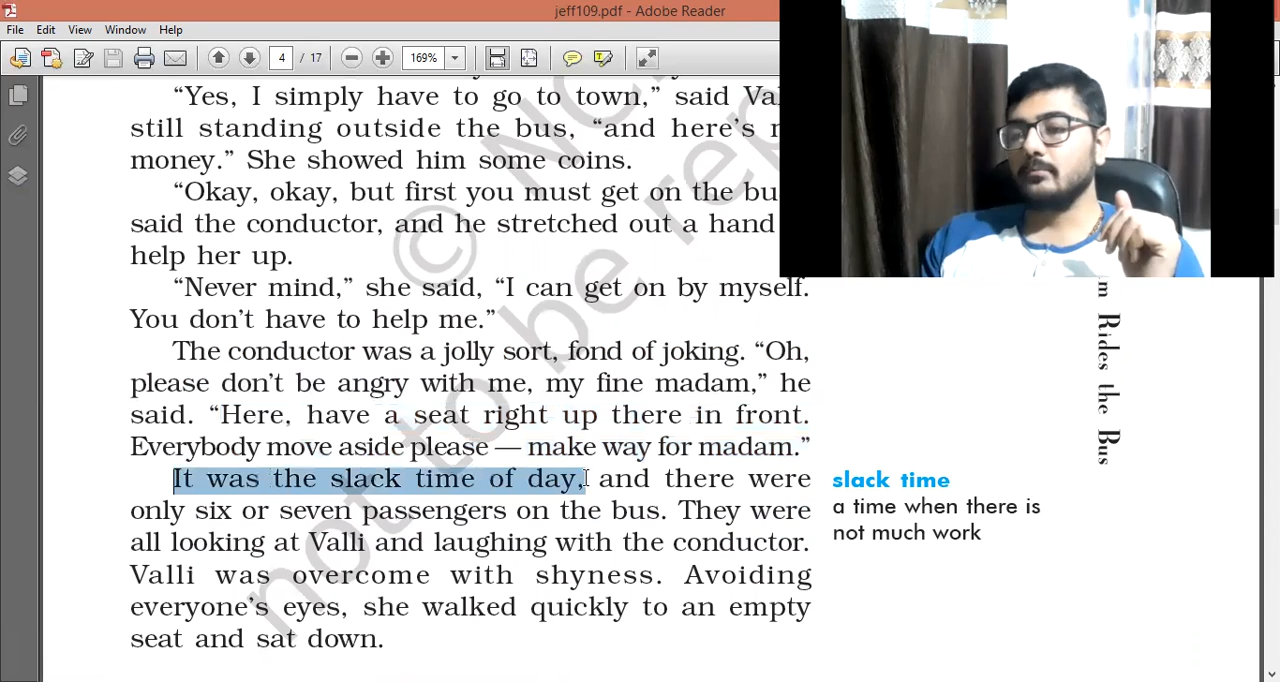 jeff109.pdf - Adobe Reader
File Edit View Window Help
4 / 17 169%
“Yes, I simply have to go to town,” said
still standing outside the bus, “and here’s
money.” She showed him some coins.
“Okay, okay, but first you must get on the
said the conductor, and he stretched out a hand
help her up.
“Never mind,” she said, “I can get on by myself.
You don’t have to help me.”
The conductor was a jolly sort, fond of joking. “Oh,
please don’t be angry with me, my fine madam,” he
said. “Here, have a seat right up there in front.
Everybody move aside please — make way for madam.”
It was the slack time of day, and there were
only six or seven passengers on the bus. They were
all looking at Valli and laughing with the conductor.
Valli was overcome with shyness. Avoiding
everyone’s eyes, she walked quickly to an empty
seat and sat down.
slack time
a time when there is
not much work
Rides the Bus
© NC
not to be rep